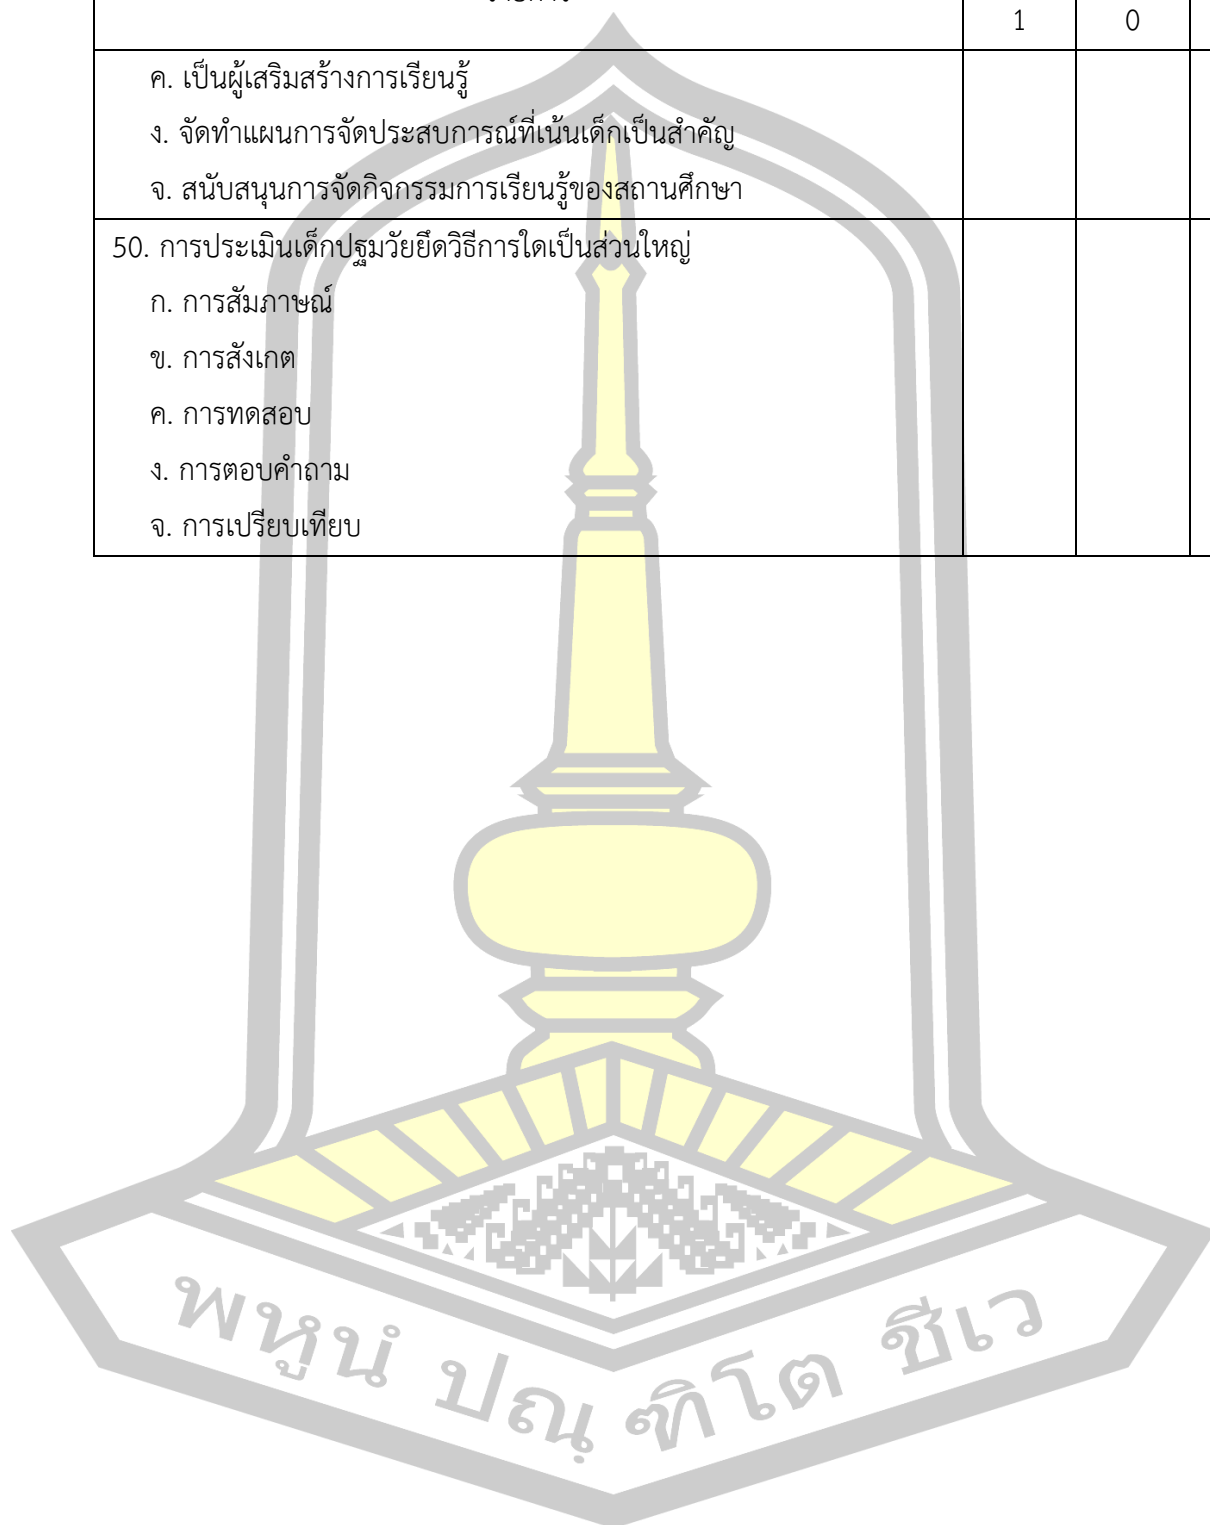 1 0
ค. เป็นผู้เสริมสร้างการเรียนรู้
ง. จัดทำแผนการจัดประสบการณ์ที่เน้นเด็กเป็นสำคัญ
จ. สนับสนุนการจัดกิจกรรมการเรียนรู้ของสถานศึกษา
50. การประเมินเด็กปฐมวัยยึดวิธีการใดเป็นส่วนใหญ่
ก. การสัมภาษณ์
ข. การสังเกต
ค. การทดสอบ
ง. การตอบคำถาม
จ. การเปรียบเทียบ
พหูนํ ปณฺ ฑิโต ชีเว